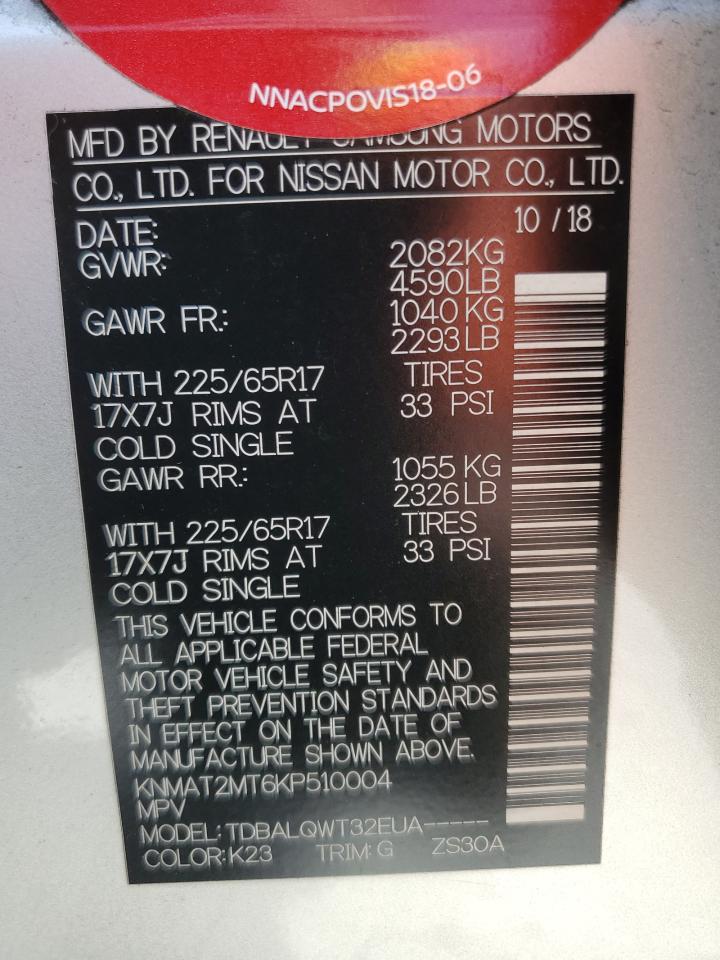 NNACPOVIS18-06
MFD BY RENAULT SAMSUNG MOTORS
CO., LTD. FOR NISSAN MOTOR CO., LTD.
DATE: 10 / 18
GVWR: 2082KG
4590LB
GAWR FR.: 1040 KG
2293 LB
WITH 225/65R17 TIRES
17X7J RIMS AT 33 PSI
COLD SINGLE
GAWR RR.: 1055 KG
2326 LB
WITH 225/65R17 TIRES
17X7J RIMS AT 33 PSI
COLD SINGLE
THIS VEHICLE CONFORMS TO
ALL APPLICABLE FEDERAL
MOTOR VEHICLE SAFETY AND
THEFT PREVENTION STANDARDS
IN EFFECT ON THE DATE OF
MANUFACTURE SHOWN ABOVE.
KNMAT2MT6KP510004
MPV
MODEL: TDBALQWT32EUA-----
COLOR: K23 TRIM: G ZS30A